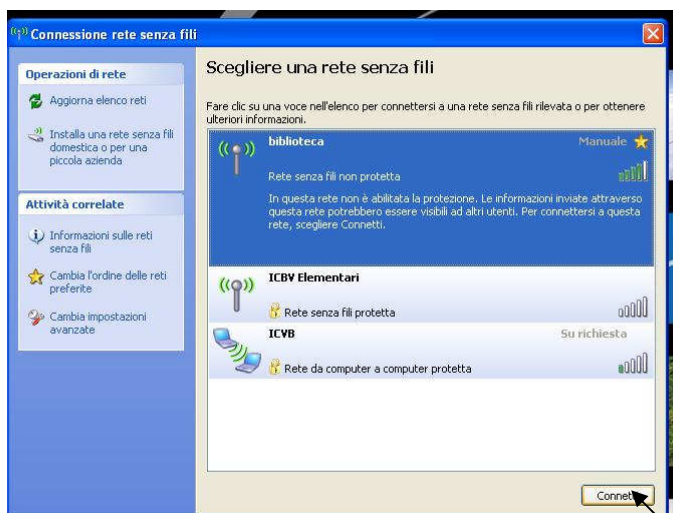 Connessione rete senza fili
Operazioni di rete
Aggiorna elenco reti
Installa una rete senza fili
domestica o per una
piccola azienda
Attività correlate
Informazioni sulle reti
senza fili
Cambia l'ordine delle reti
preferite
Cambia impostazioni
avanzate
Scegliere una rete senza fili
Fare clic su una voce nell'elenco per connettersi a una rete senza fili rilevata o per ottenere
ulteriori informazioni.
biblioteca Manuale
Rete senza fili non protetta
In questa rete non è abilitata la protezione. Le informazioni inviate attraverso
questa rete potrebbero essere visibili ad altri utenti. Per connettersi a questa
rete, scegliere Connetti.
ICBV Elementari
Rete senza fili protetta
ICVB Su richiesta
Rete da computer a computer protetta